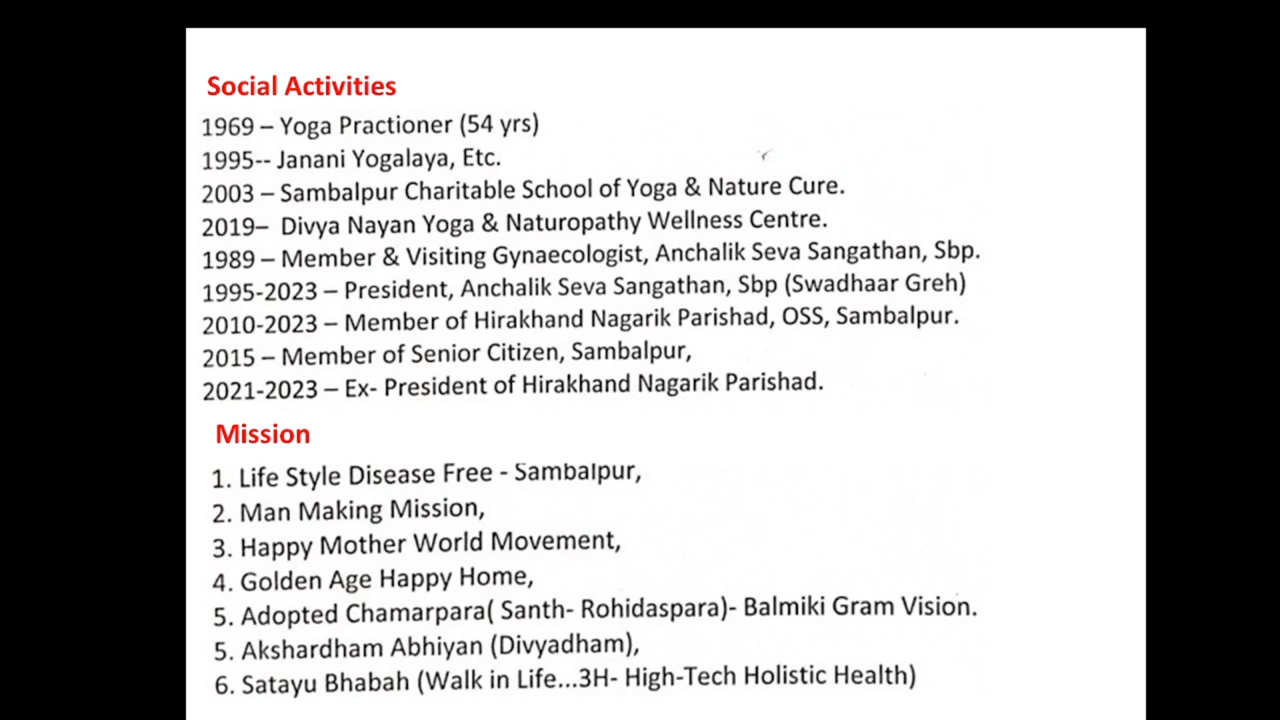 Social Activities
1969 – Yoga Practioner (54 yrs)
1995-- Janani Yogalaya, Etc.
2003 – Sambalpur Charitable School of Yoga & Nature Cure.
2019– Divya Nayan Yoga & Naturopathy Wellness Centre.
1989 – Member & Visiting Gynaecologist, Anchalik Seva Sangathan, Sbp.
1995-2023 – President, Anchalik Seva Sangathan, Sbp (Swadhaar Greh)
2010-2023 – Member of Hirakhand Nagarik Parishad, OSS, Sambalpur.
2015 – Member of Senior Citizen, Sambalpur,
2021-2023 – Ex- President of Hirakhand Nagarik Parishad.
Mission
1. Life Style Disease Free - Sambalpur,
2. Man Making Mission,
3. Happy Mother World Movement,
4. Golden Age Happy Home,
5. Adopted Chamarpara( Santh- Rohidaspara)- Balmiki Gram Vision.
5. Akshardham Abhiyan (Divyadham),
6. Satayu Bhabah (Walk in Life...3H- High-Tech Holistic Health)